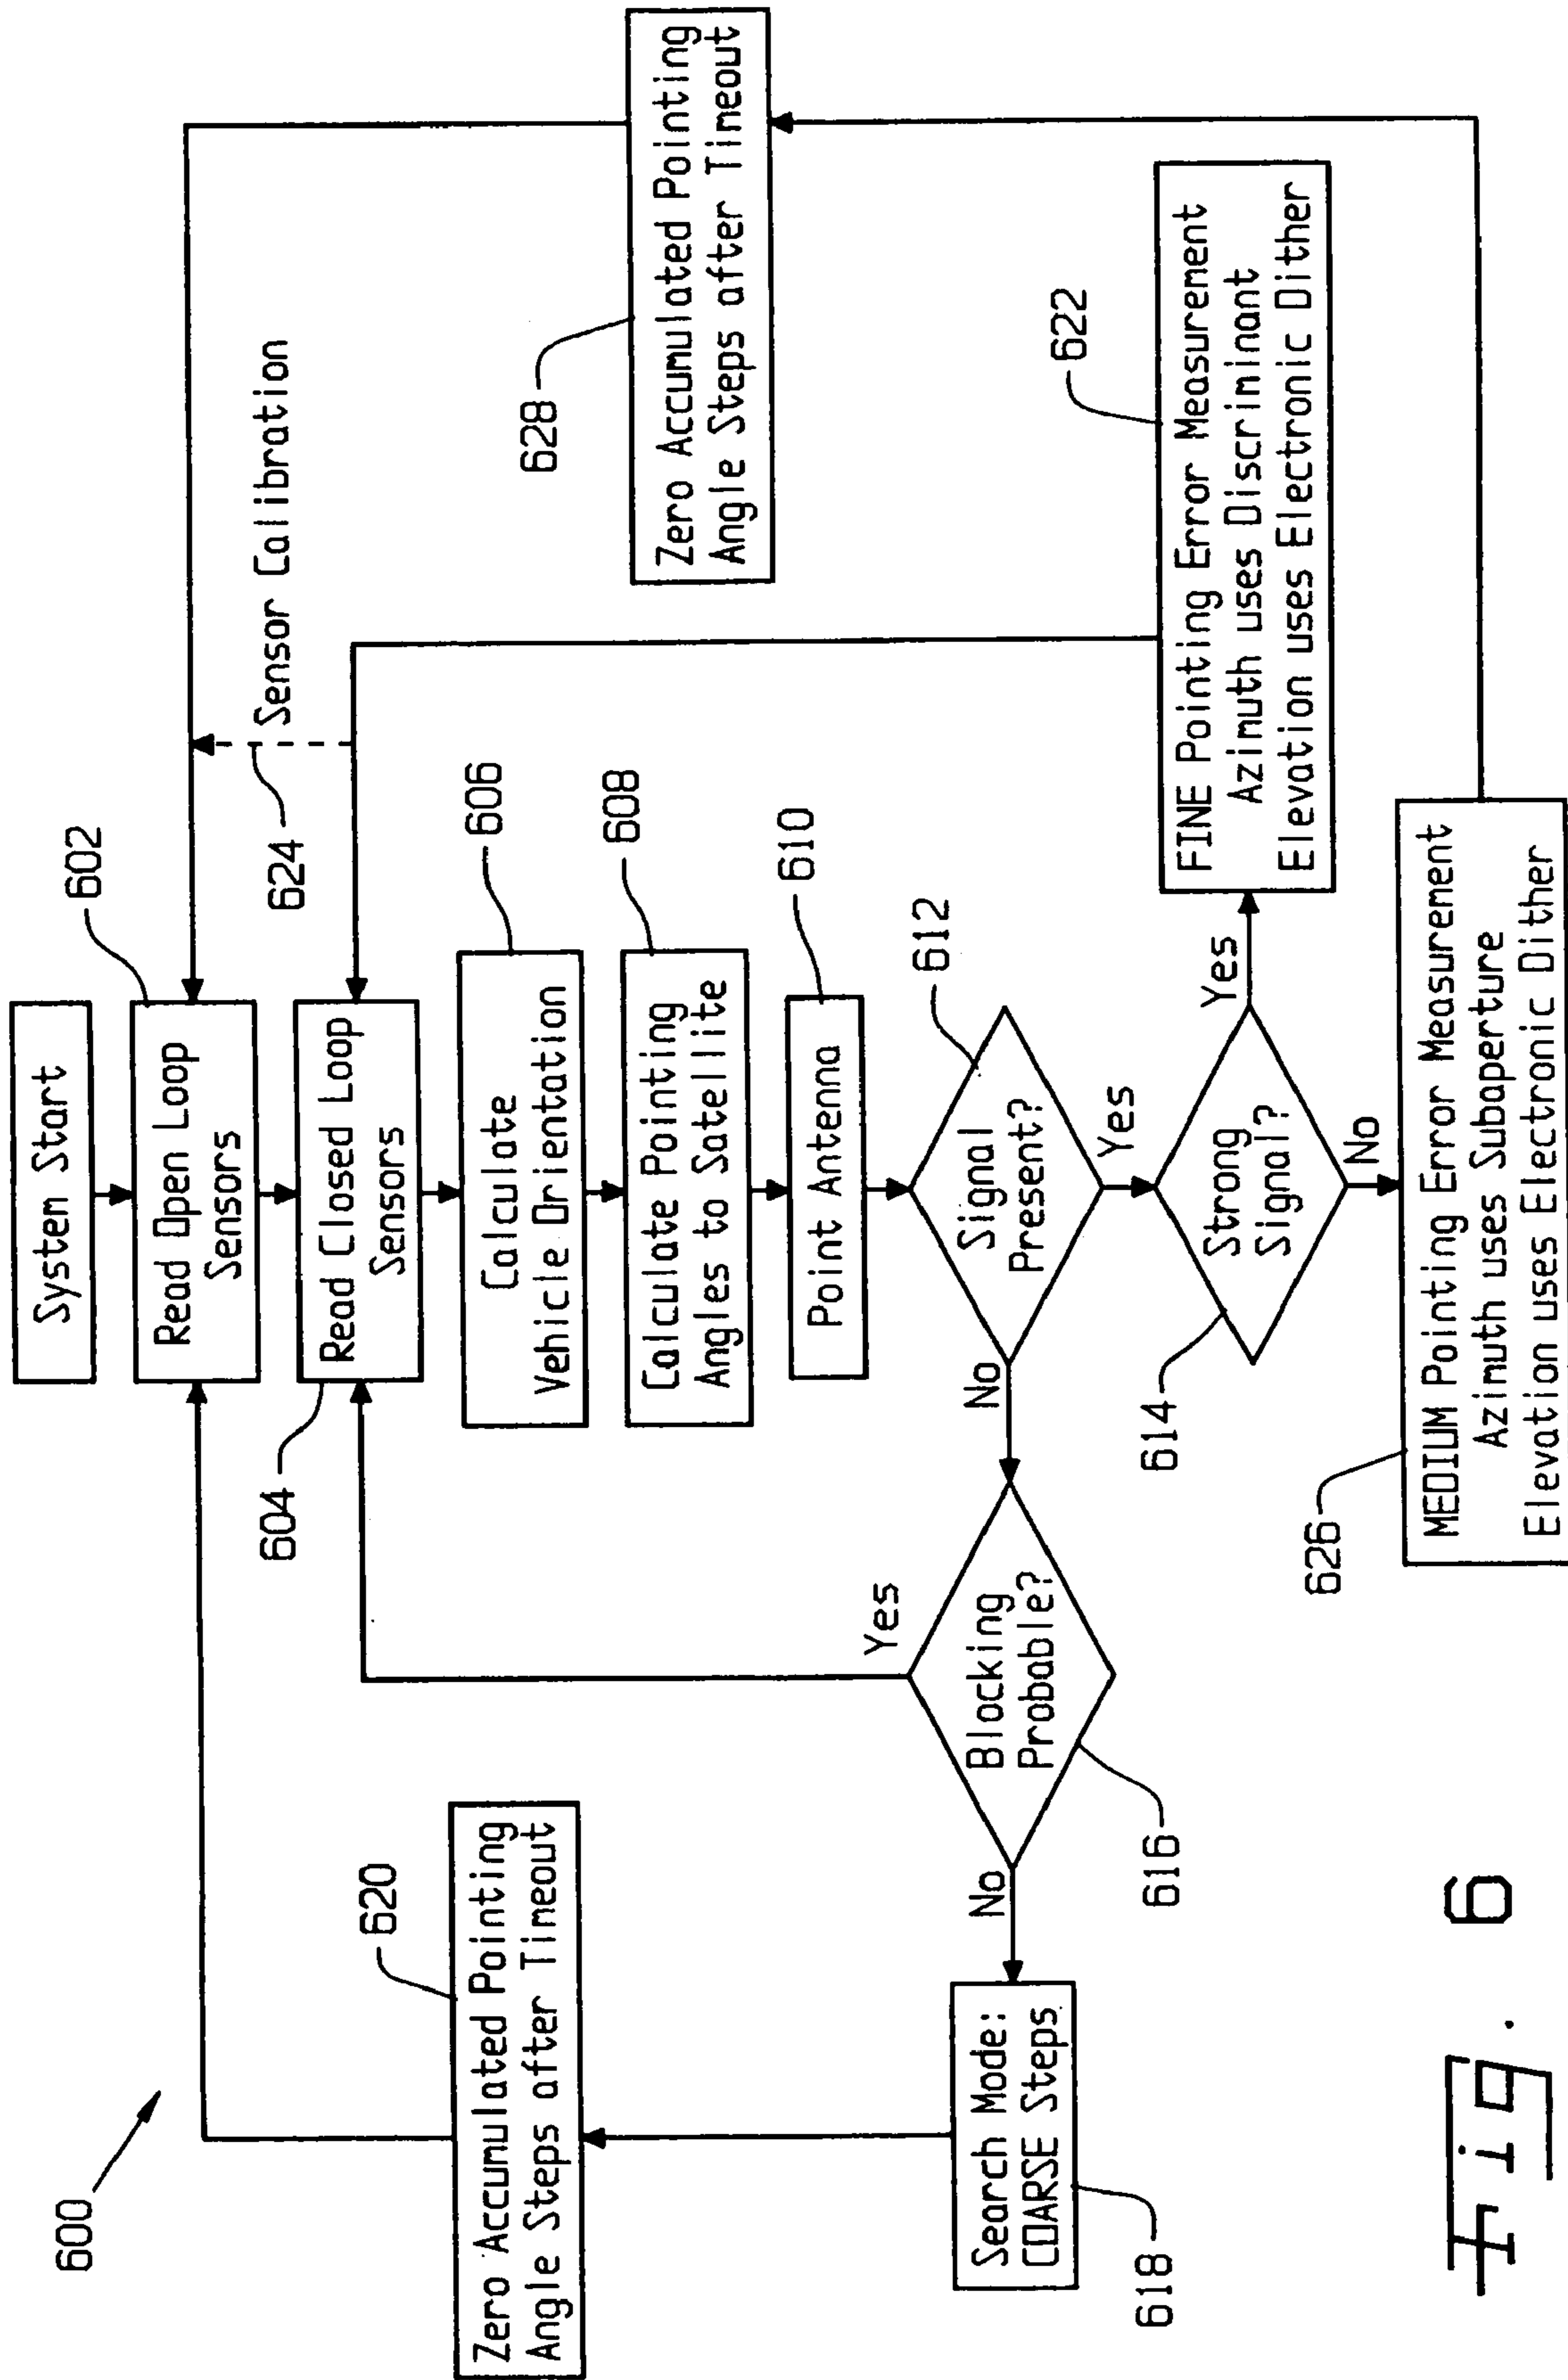 600
System Start
602
Read Open Loop
Sensors
624
Sensor Calibration
604
Read Closed Loop
Sensors
606
Calculate
Vehicle Orientation
620
Zero Accumulated Pointing
Angle Steps after Timeout
608
Calculate Pointing
Angles to Satellite
628
Zero Accumulated Pointing
Angle Steps after Timeout
610
Point Antenna
612
Signal
Present?
No
Yes
Yes
Blocking
Probable?
616
No
Search Mode:
COARSE Steps
618
614
Strong
Signal?
Yes
No
622
FINE Pointing Error Measurement
Azimuth uses Discriminant
Elevation uses Electronic Dither
626
MEDIUM Pointing Error Measurement
Azimuth uses Subaperture
Elevation uses Electronic Dither
Fig. 6